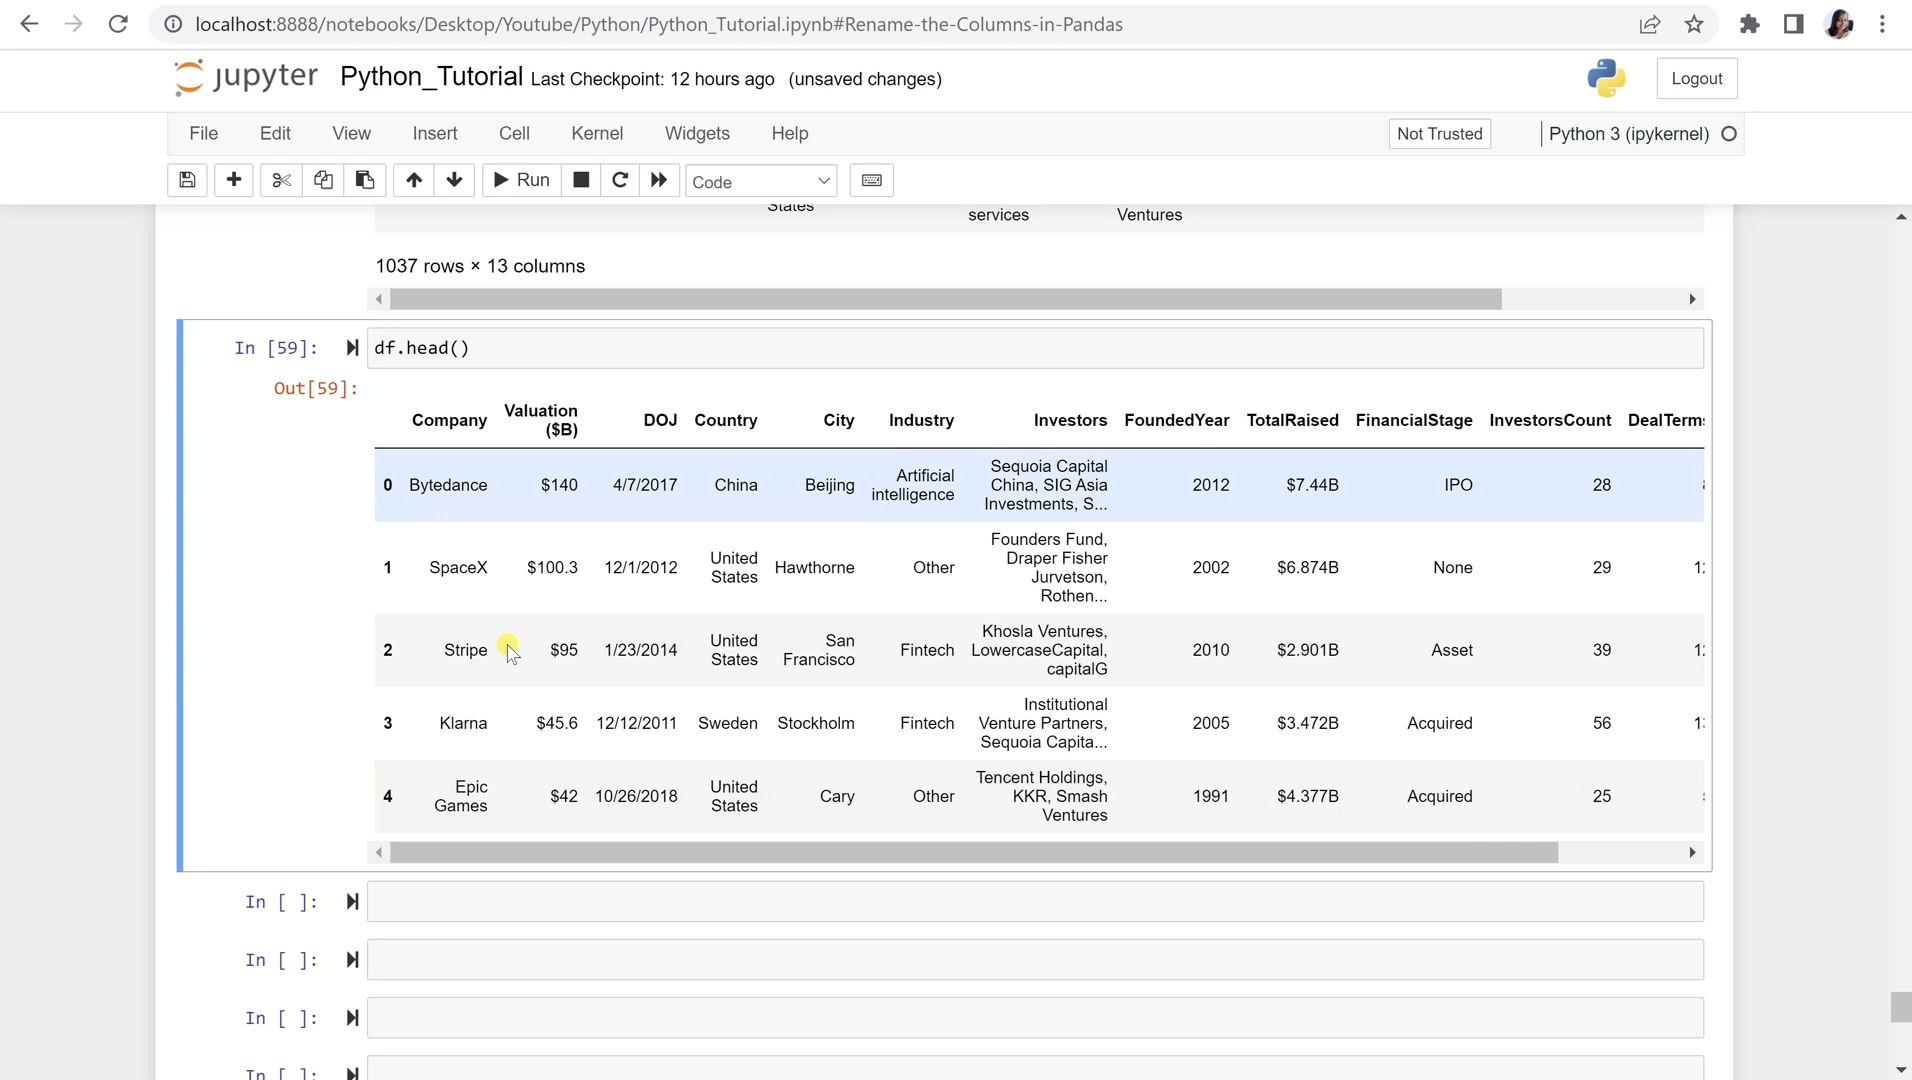 localhost:8888/notebooks/Desktop/Youtube/Python/Python_Tutorial.ipynb#Rename-the-Columns-in-Pandas
jupyter Python_Tutorial Last Checkpoint: 12 hours ago (unsaved changes) Logout
File Edit View Insert Cell Kernel Widgets Help Not Trusted Python 3 (ipykernel)
Run Code
States services Ventures
1037 rows × 13 columns
In [59]: df.head()
Out[59]:
Company Valuation ($B) DOJ Country City Industry Investors FoundedYear TotalRaised FinancialStage InvestorsCount DealTerms
0 Bytedance $140 4/7/2017 China Beijing Artificial intelligence Sequoia Capital China, SIG Asia Investments, S... 2012 $7.44B IPO 28
1 SpaceX $100.3 12/1/2012 United States Hawthorne Other Founders Fund, Draper Fisher Jurvetson, Rothen... 2002 $6.874B None 29
2 Stripe $95 1/23/2014 United States San Francisco Fintech Khosla Ventures, LowercaseCapital, capitalG 2010 $2.901B Asset 39
3 Klarna $45.6 12/12/2011 Sweden Stockholm Fintech Institutional Venture Partners, Sequoia Capita... 2005 $3.472B Acquired 56
4 Epic Games $42 10/26/2018 United States Cary Other Tencent Holdings, KKR, Smash Ventures 1991 $4.377B Acquired 25
In [ ]:
In [ ]:
In [ ]:
In [ ]: